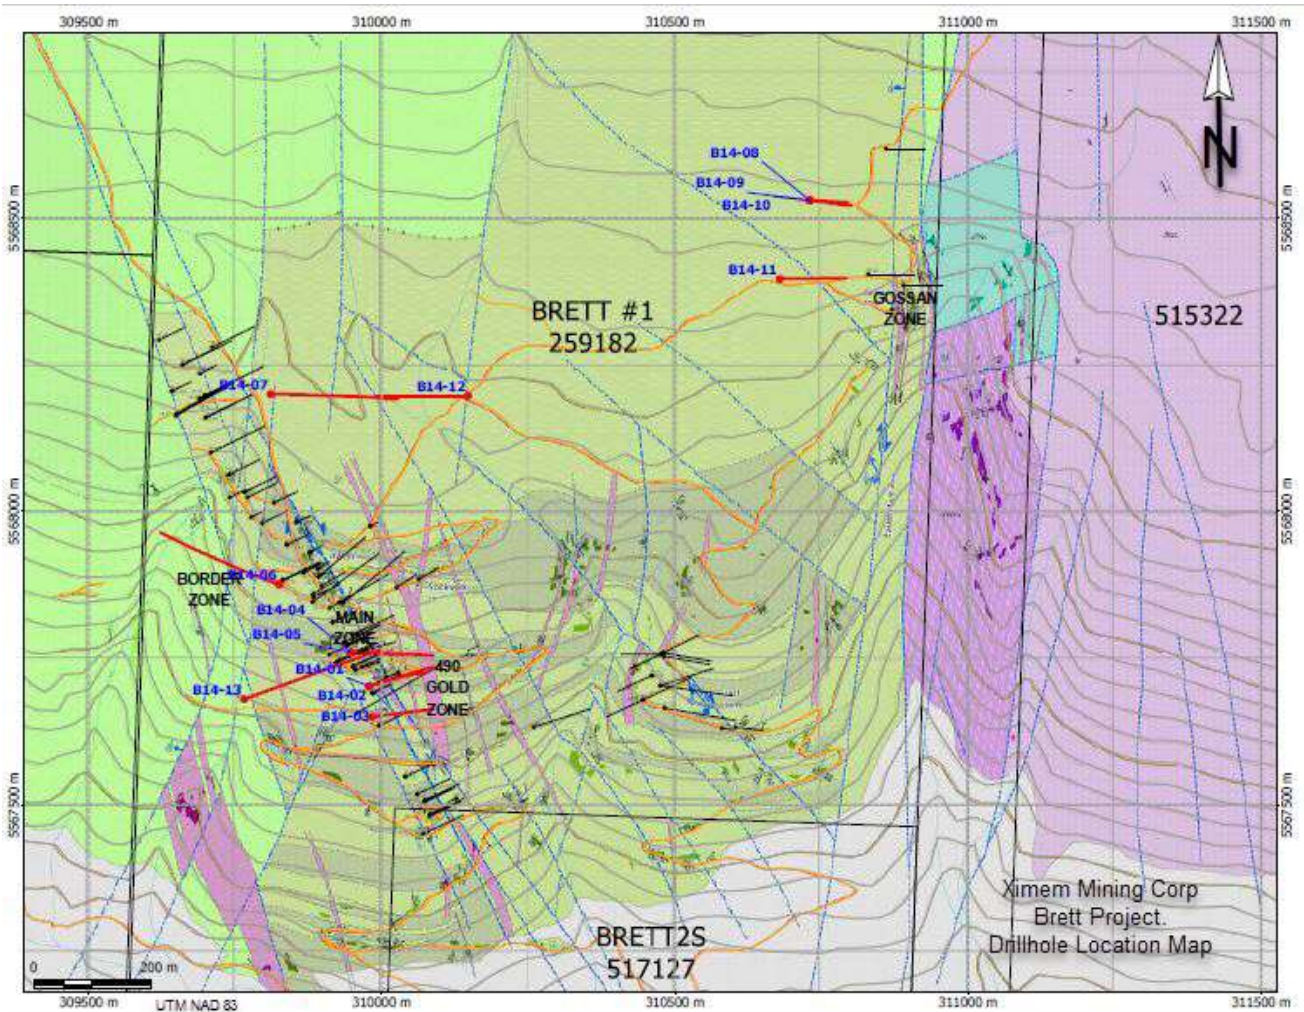 309500 m
310000 m
310500 m
311000 m
311500 m
N
B14-08
B14-09
B14-10
5568500 m
5568500 m
B14-11
GOSSAN
ZONE
BRETT #1
259182
515322
B14-07
B14-12
5568000 m
5568000 m
BORDER
ZONE
B14-06
B14-04
MAIN
ZONE
B14-05
B14-01
490
GOLD
ZONE
B14-13
B14-02
B14-03
5567500 m
5567500 m
Ximem Mining Corp
Brett Project.
Drillhole Location Map
BRETT2S
517127
0
200 m
309500 m
UTM NAD 83
310000 m
310500 m
311000 m
311500 m